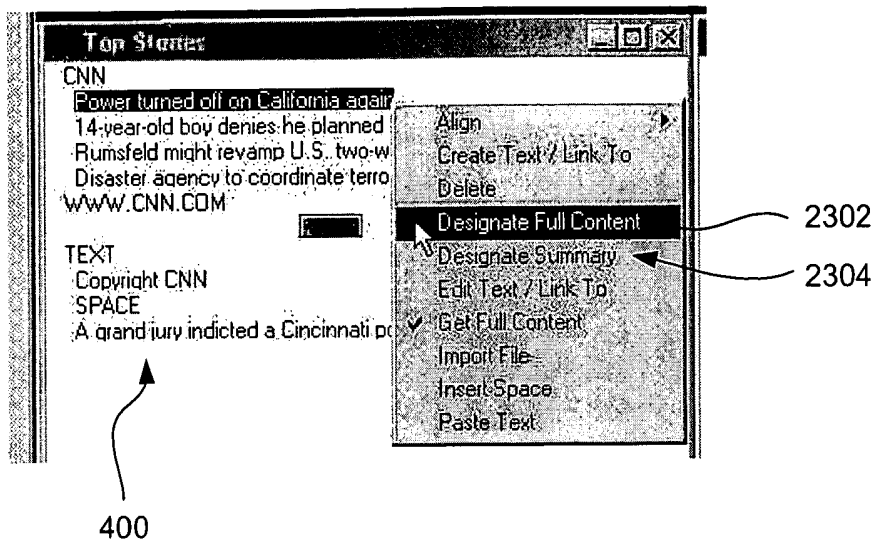 Top Stories
CNN
Power turned off on California again
14-year-old boy denies he planned
Rumsfeld might revamp U.S. two-w
Disaster agency to coordinate terro
WWW.CNN.COM
TEXT
Copyright CNN
SPACE
A grand jury indicted a Cincinnati po
Align
Create Text / Link To
Delete
Designate Full Content
Designate Summary
Edit Text / Link To
Get Full Content
Import File
Insert Space
Paste Text
2302
2304
400